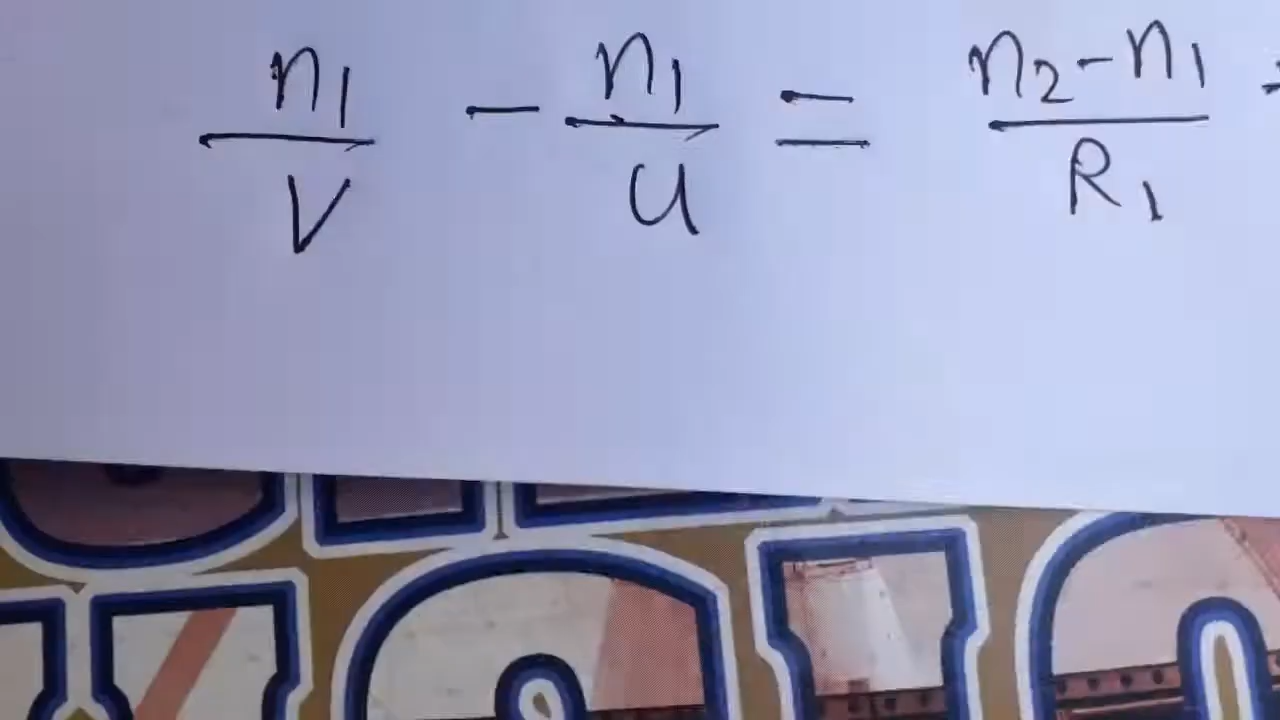 n₁/V - n₁/u = (n₂-n₁)/R₁